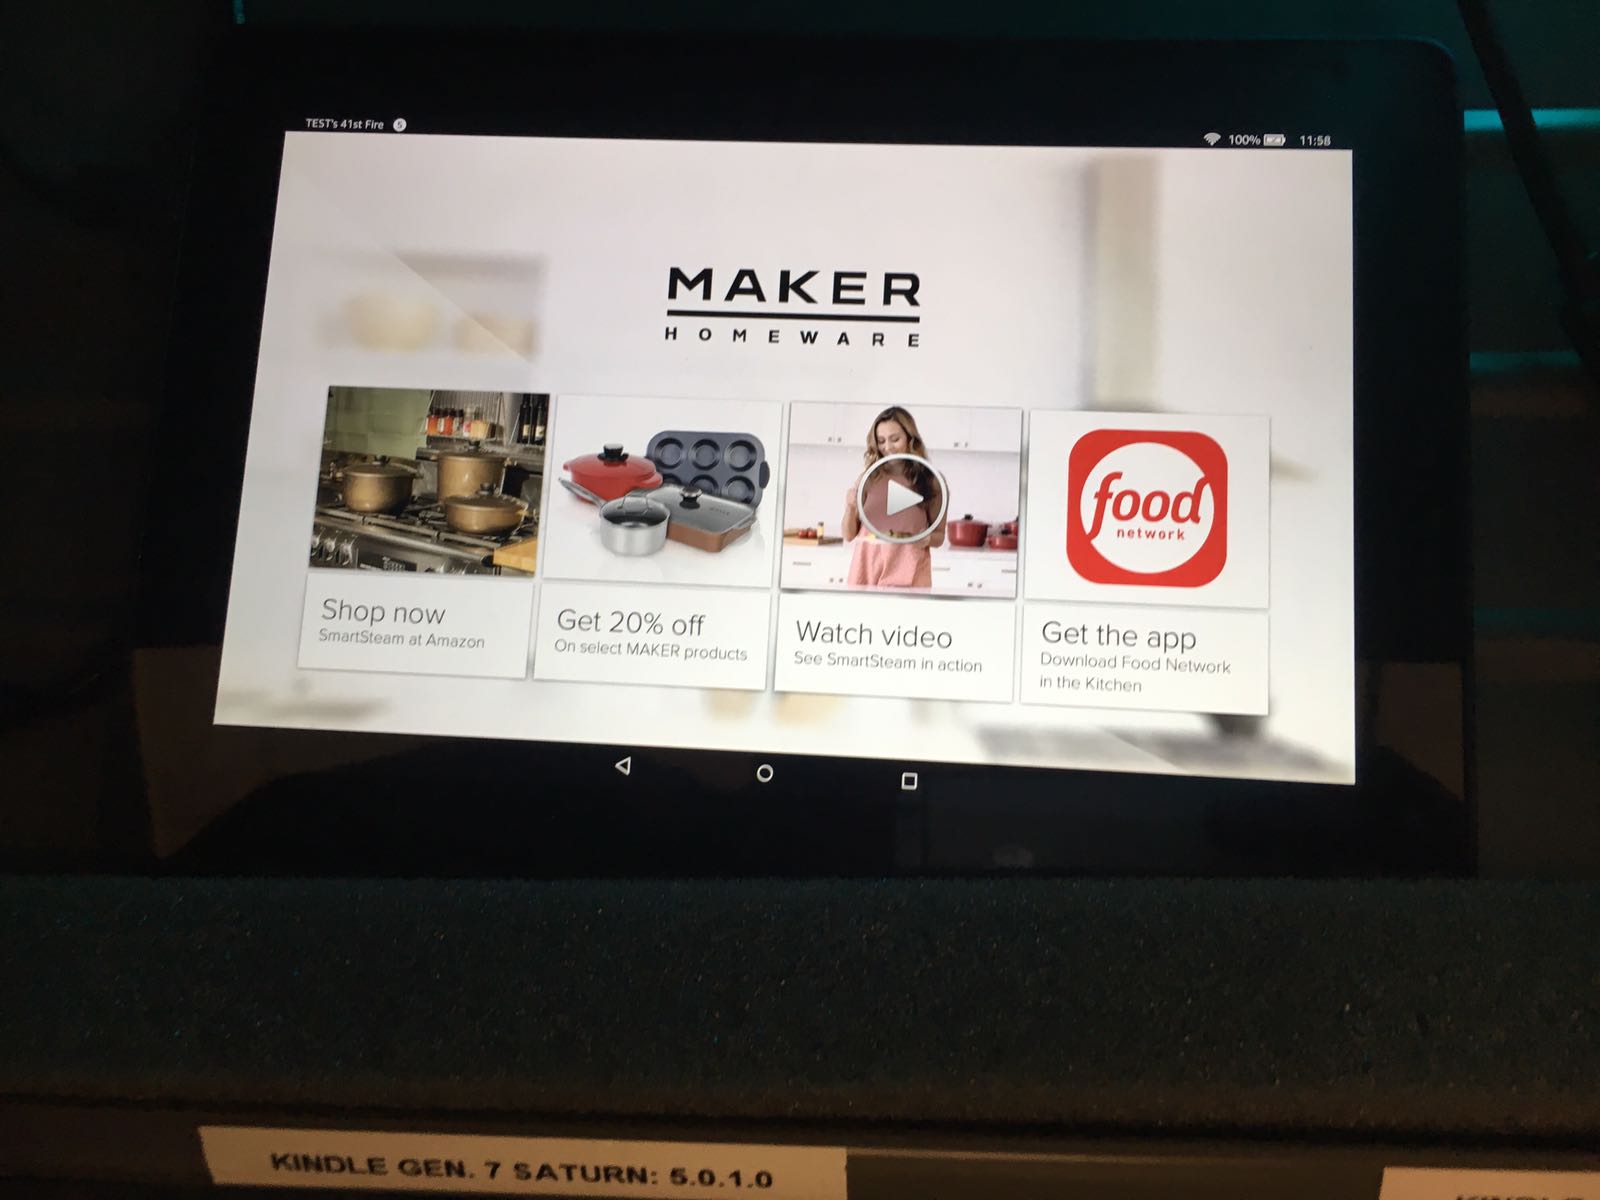 TEST's 41st Fire 5
100% 11:58
MAKER
HOMEWARE
food
network
Shop now
SmartSteam at Amazon
Get 20% off
On select MAKER products
Watch video
See SmartSteam in action
Get the app
Download Food Network
in the Kitchen
KINDLE GEN. 7 SATURN: 5.0.1.0